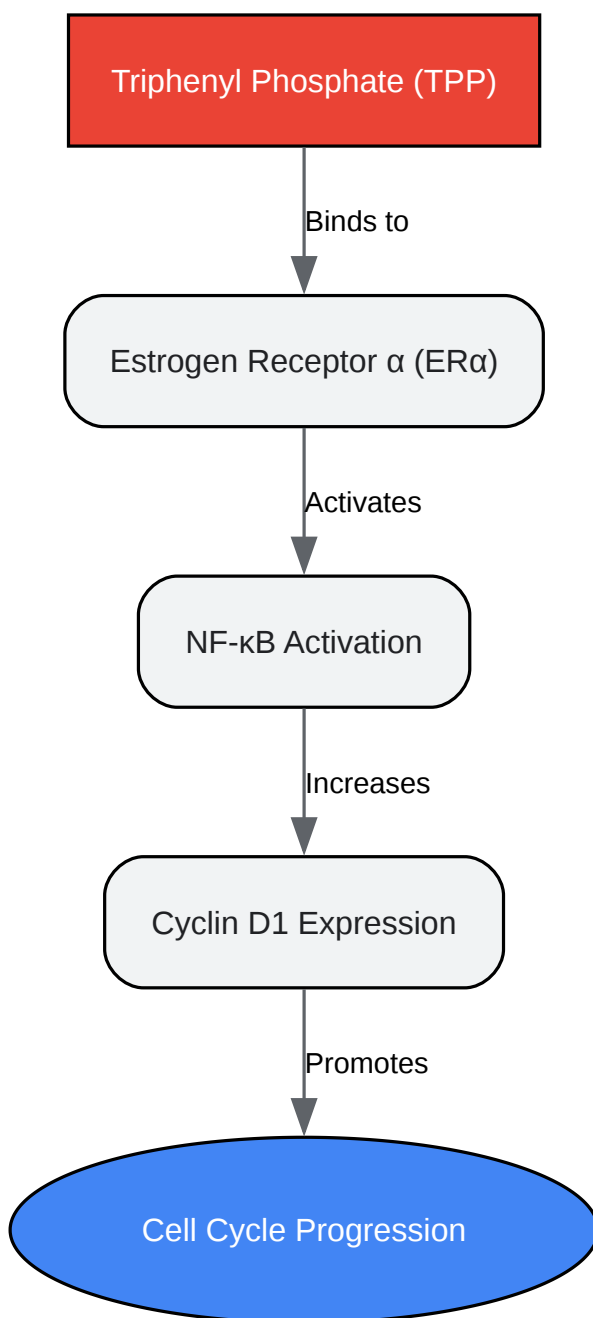 Triphenyl Phosphate (TPP)
Binds to
Estrogen Receptor α (ERα)
Activates
NF-κB Activation
Increases
Cyclin D1 Expression
Promotes
Cell Cycle Progression